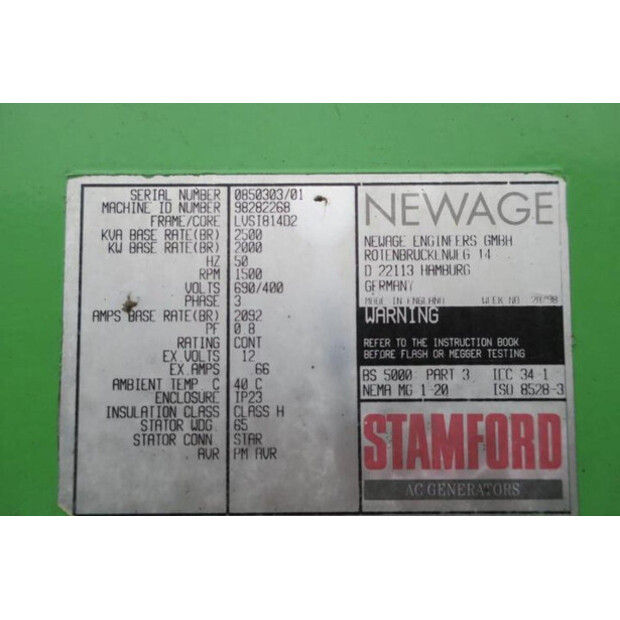 SERIAL NUMBER 0850303/01
MACHINE ID NUMBER 98282268
FRAME/CORE LVSI814D2
KVA BASE RATE(BR) 2500
KW BASE RATE(BR) 2000
HZ 50
RPM 1500
VOLTS 690/400
PHASE 3
AMPS BASE RATE(BR) 2092
PF 0 8
RATING CONT
EX VOLTS 12
EX AMPS 66
AMBIENT TEMP C 40 C
ENCLOSURE IP23
INSULATION CLASS CLASS H
STATOR WDG 65
STATOR CONN STAR
AVR PM AVR
NEWAGE
NEWAGE ENGINEERS GMBH
ROTENBRUCKENWEG 14
D 22113 HAMBURG
GERMANY
MADE IN ENGLAND WEEK NO 20/98
WARNING
REFER TO THE INSTRUCTION BOOK
BEFORE FLASH OR MEGGER TESTING
BS 5000 PART 3 IEC 34-1
NEMA MG 1-20 ISO 8528-3
STAMFORD
AC GENERATORS